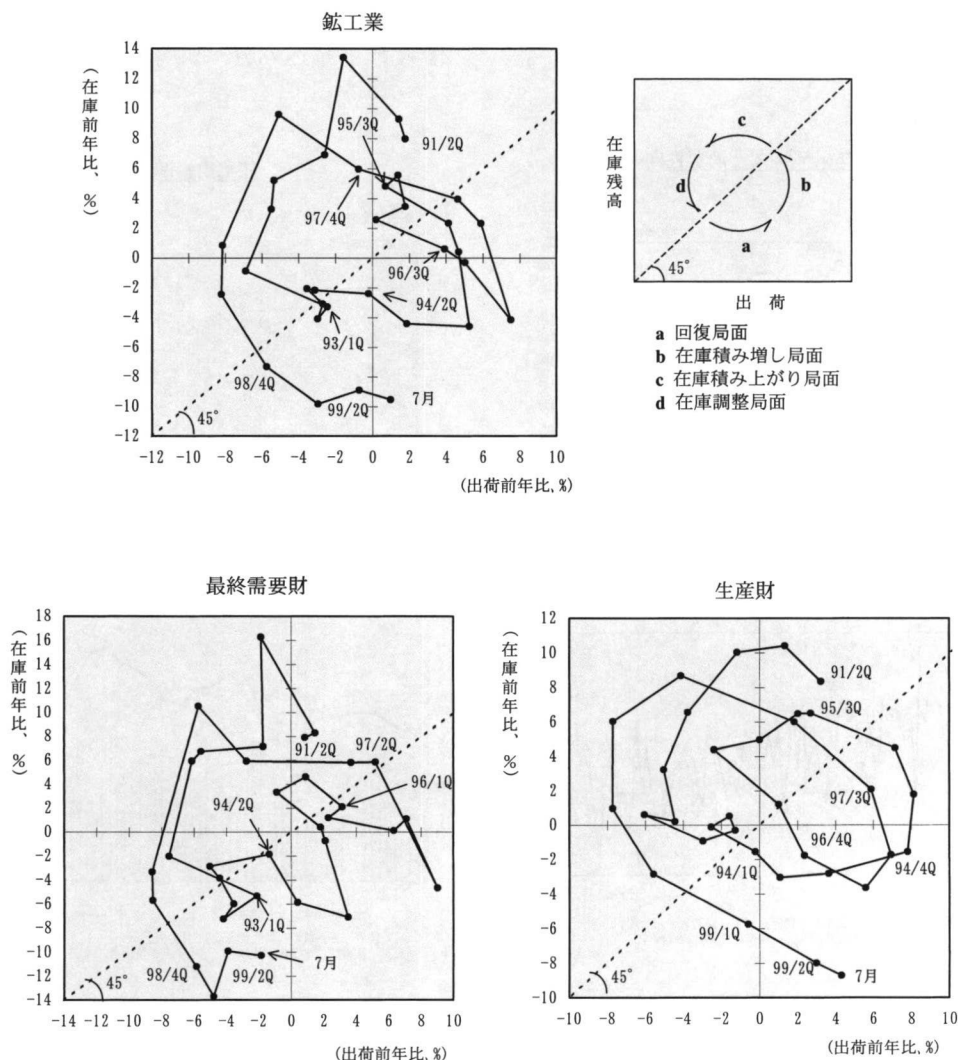 鉱工業
(在庫前年比、%)
14
12
10
8
6
4
2
0
-2
-4
-6
-8
-10
-12
-12 -10 -8 -6 -4 -2 0 2 4 6 8 10
(出荷前年比、%)
95/3Q
91/2Q
97/4Q
96/3Q
94/2Q
93/1Q
98/4Q
99/2Q
7月
45°
在庫残高
c
d
b
a
45°
出 荷
a 回復局面
b 在庫積み増し局面
c 在庫積み上がり局面
d 在庫調整局面
最終需要財
(在庫前年比、%)
18
16
14
12
10
8
6
4
2
0
-2
-4
-6
-8
-10
-12
-14
-14 -12 -10 -8 -6 -4 -2 0 2 4 6 8 10
(出荷前年比、%)
91/2Q
97/2Q
96/1Q
94/2Q
93/1Q
7月
98/4Q
99/2Q
45°
生産財
(在庫前年比、%)
12
10
8
6
4
2
0
-2
-4
-6
-8
-10
-10 -8 -6 -4 -2 0 2 4 6 8 10
(出荷前年比、%)
91/2Q
95/3Q
97/3Q
96/4Q
94/1Q
94/4Q
99/1Q
99/2Q
7月
45°